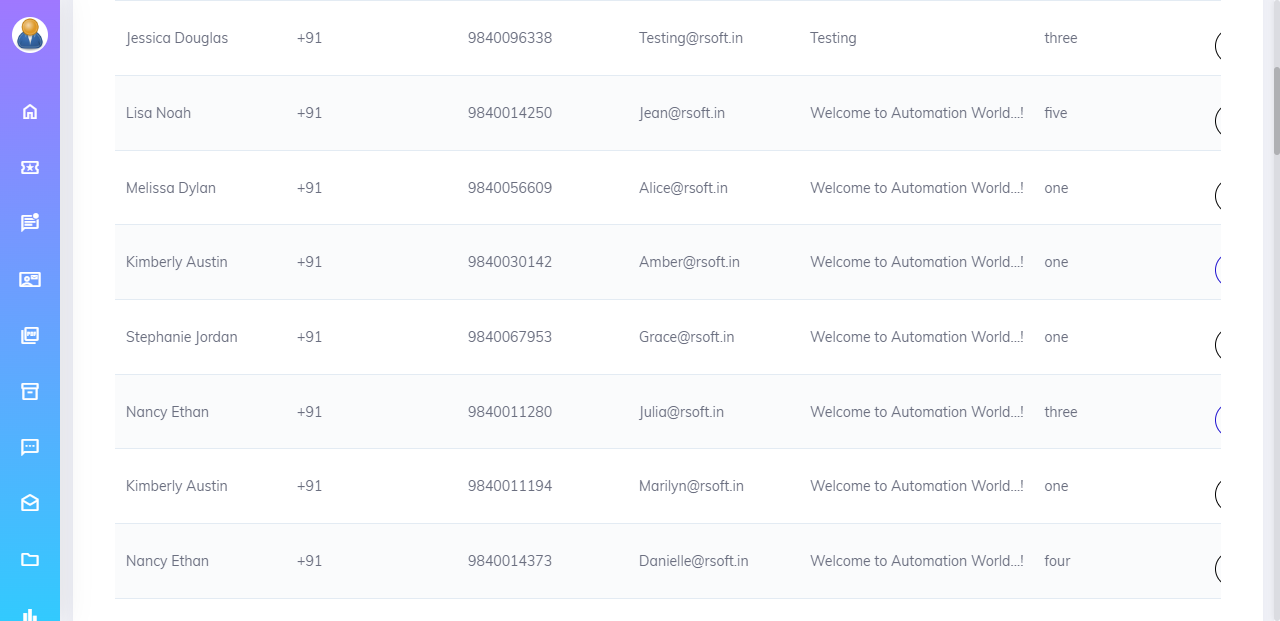 Jessica Douglas +91 9840096338 Testing@rsoft.in Testing three
Lisa Noah +91 9840014250 Jean@rsoft.in Welcome to Automation World...! five
Melissa Dylan +91 9840056609 Alice@rsoft.in Welcome to Automation World...! one
Kimberly Austin +91 9840030142 Amber@rsoft.in Welcome to Automation World...! one
Stephanie Jordan +91 9840067953 Grace@rsoft.in Welcome to Automation World...! one
Nancy Ethan +91 9840011280 Julia@rsoft.in Welcome to Automation World...! three
Kimberly Austin +91 9840011194 Marilyn@rsoft.in Welcome to Automation World...! one
Nancy Ethan +91 9840014373 Danielle@rsoft.in Welcome to Automation World...! four